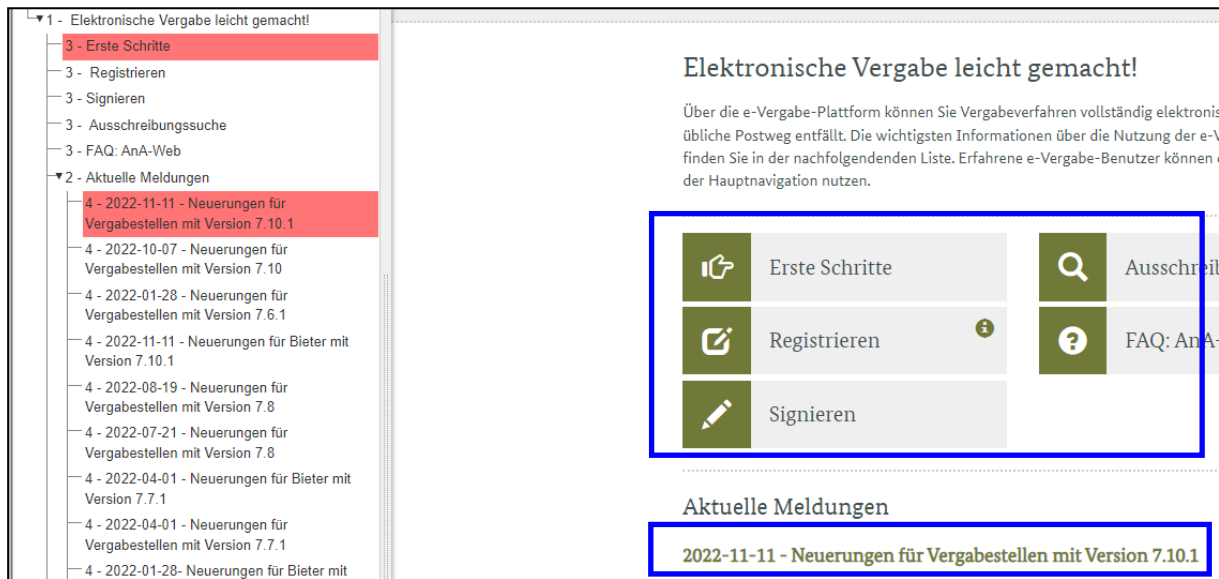 1 - Elektronische Vergabe leicht gemacht!
3 - Erste Schritte
3 - Registrieren
3 - Signieren
3 - Ausschreibungssuche
3 - FAQ: AnA-Web
2 - Aktuelle Meldungen
4 - 2022-11-11 - Neuerungen für
Vergabestellen mit Version 7.10.1
4 - 2022-10-07 - Neuerungen für
Vergabestellen mit Version 7.10
4 - 2022-01-28 - Neuerungen für
Vergabestellen mit Version 7.6.1
4 - 2022-11-11 - Neuerungen für Bieter mit
Version 7.10.1
4 - 2022-08-19 - Neuerungen für
Vergabestellen mit Version 7.8
4 - 2022-07-21 - Neuerungen für
Vergabestellen mit Version 7.8
4 - 2022-04-01 - Neuerungen für Bieter mit
Version 7.7.1
4 - 2022-04-01 - Neuerungen für
Vergabestellen mit Version 7.7.1
4 - 2022-01-28- Neuerungen für Bieter mit
Elektronische Vergabe leicht gemacht!
Über die e-Vergabe-Plattform können Sie Vergabeverfahren vollständig elektronis
übliche Postweg entfällt. Die wichtigsten Informationen über die Nutzung der e-V
finden Sie in der nachfolgendenden Liste. Erfahrene e-Vergabe-Benutzer können
der Hauptnavigation nutzen.
Erste Schritte
Ausschreib
Registrieren
FAQ: AnA-
Signieren
Aktuelle Meldungen
2022-11-11 - Neuerungen für Vergabestellen mit Version 7.10.1